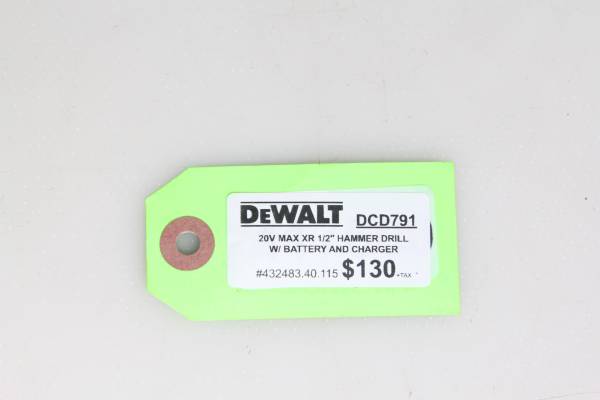 DEWALT DCD791
20V MAX XR 1/2" HAMMER DRILL
W/ BATTERY AND CHARGER
#432483.40.115 $130+TAX